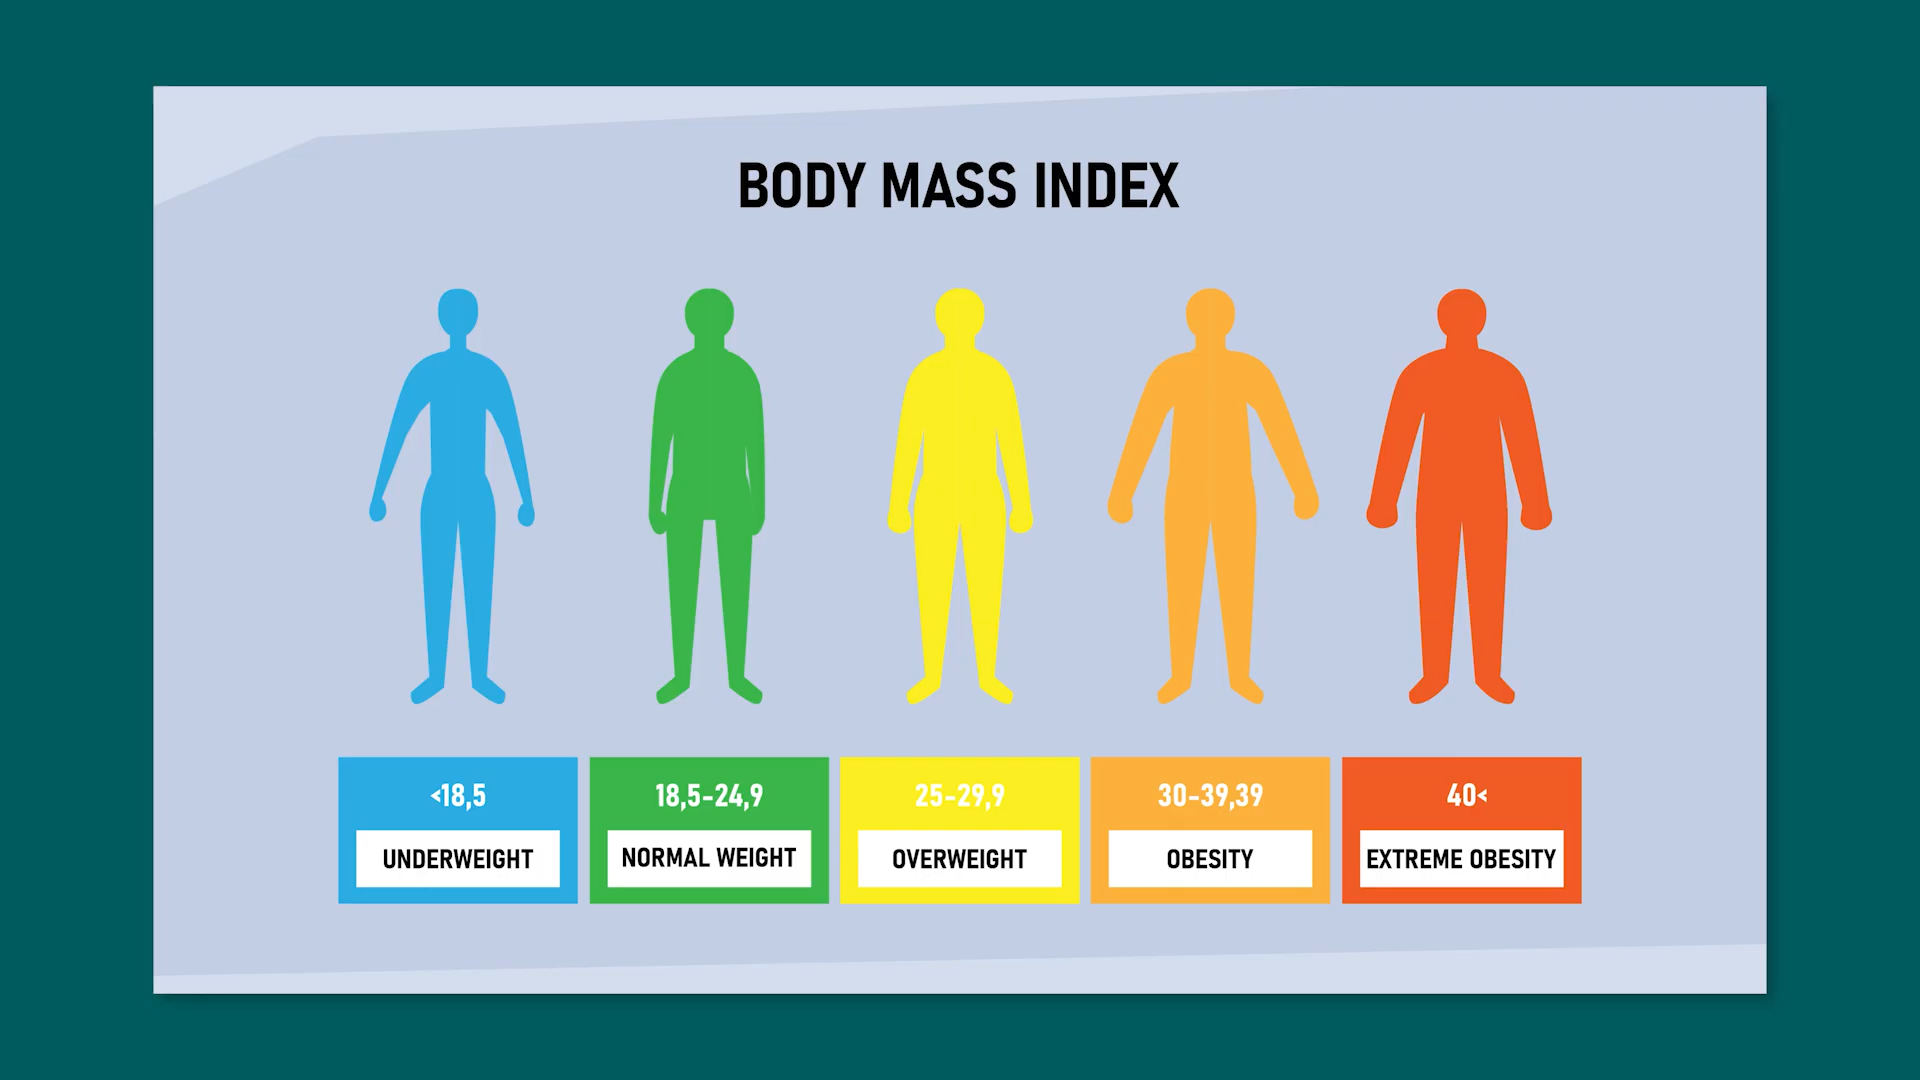 BODY MASS INDEX
<18,5
UNDERWEIGHT
18,5-24,9
NORMAL WEIGHT
25-29,9
OVERWEIGHT
30-39,39
OBESITY
40<
EXTREME OBESITY